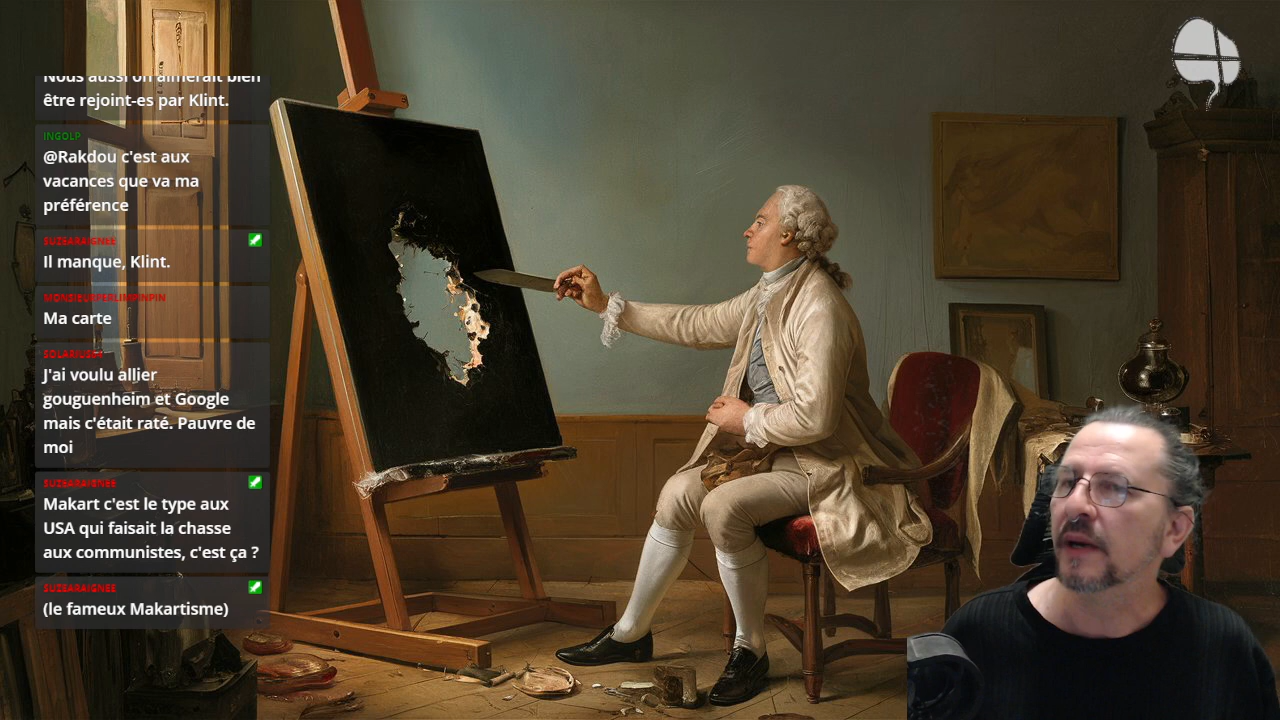 Nous aussi on aimerait bien
être rejoint-es par Klint.
INGOLP
@Rakdou c'est aux
vacances que va ma
préférence
SUZEARAIGNEE
Il manque, Klint.
MONSIEURPERLIMPINPIN
Ma carte
J'ai voulu allier
gouguenheim et Google
mais c'était raté. Pauvre de
moi
SUZEARAIGNEE
Makart c'est le type aux
USA qui faisait la chasse
aux communistes, c'est ça ?
SUZEARAIGNEE
(le fameux Makartisme)